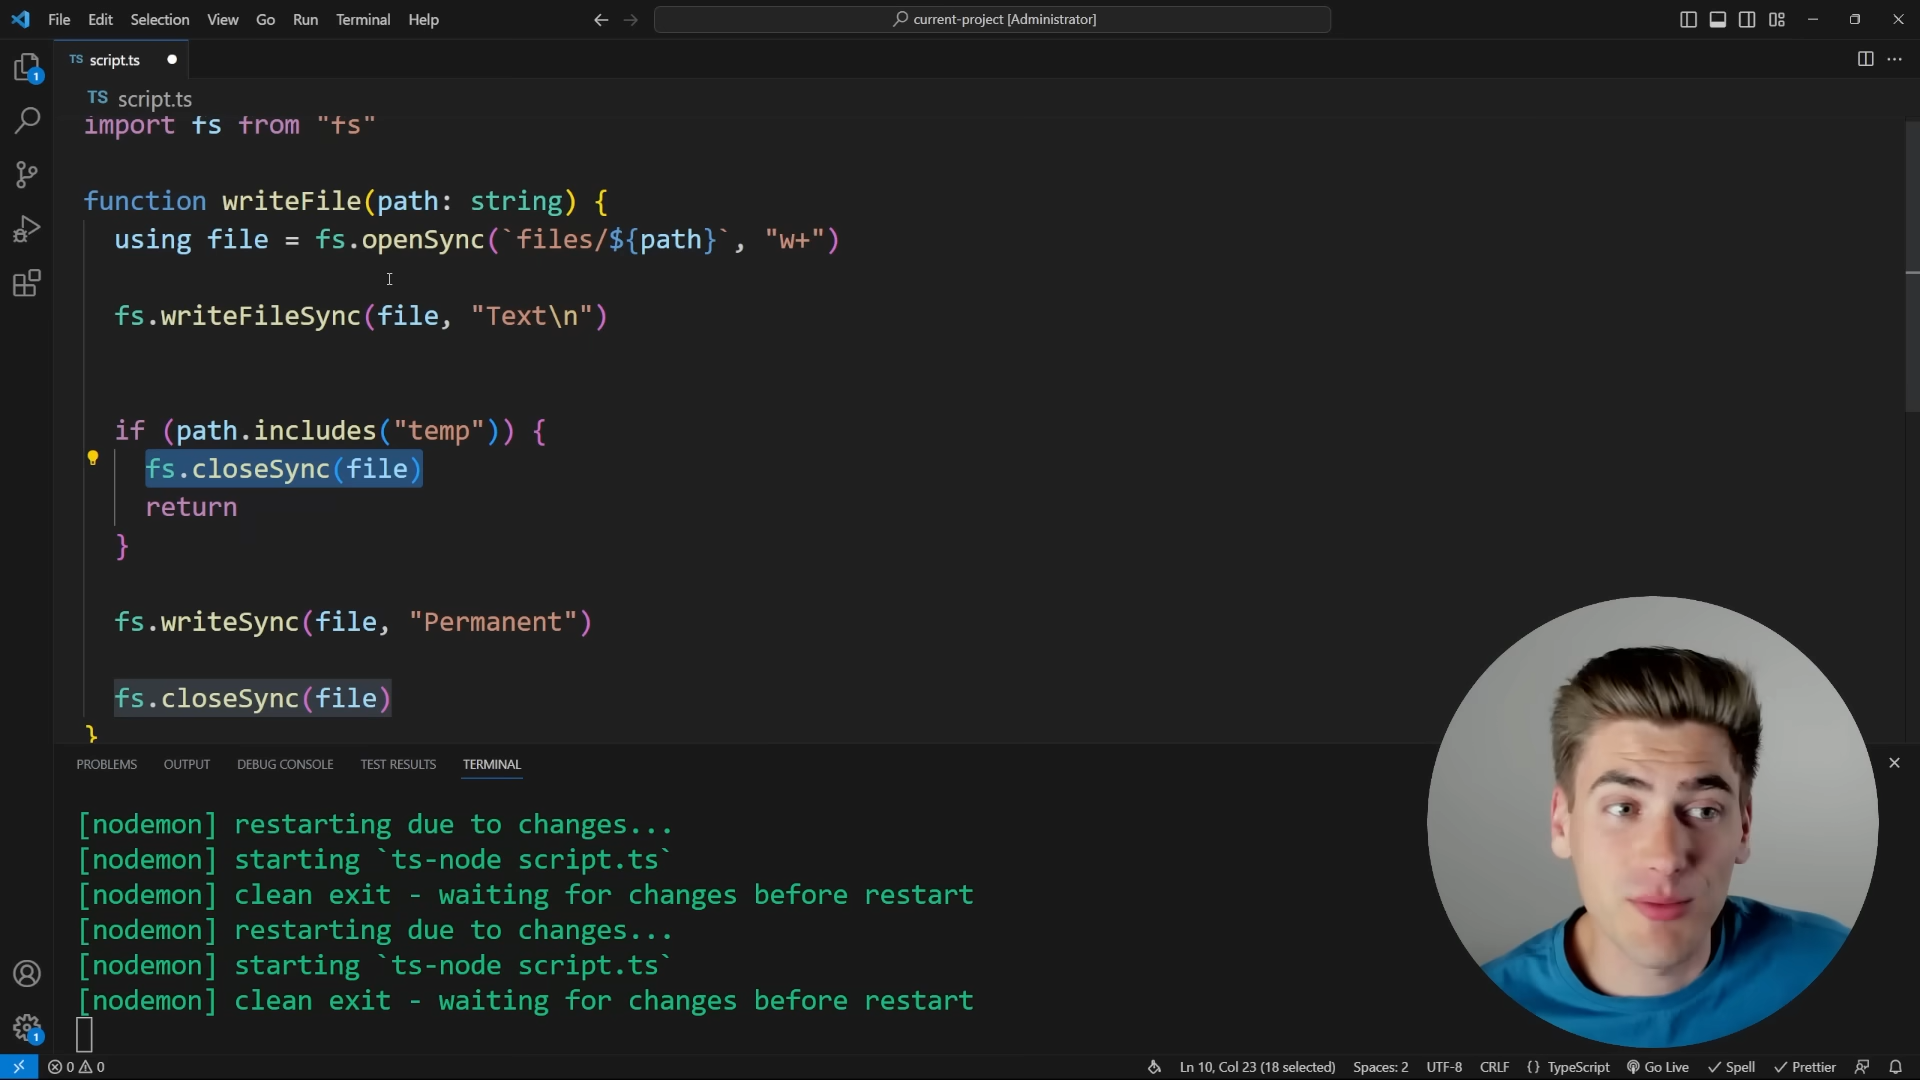 File Edit Selection View Go Run Terminal Help
current-project [Administrator]
TS script.ts
TS script.ts
1
import fs from "fs"
function writeFile(path: string) {
using file = fs.openSync(`files/${path}`, "w+")
fs.writeFileSync(file, "Text\n")
if (path.includes("temp")) {
fs.closeSync(file)
return
}
fs.writeSync(file, "Permanent")
fs.closeSync(file)
}
PROBLEMS OUTPUT DEBUG CONSOLE TEST RESULTS TERMINAL
[nodemon] restarting due to changes...
[nodemon] starting `ts-node script.ts`
[nodemon] clean exit - waiting for changes before restart
[nodemon] restarting due to changes...
[nodemon] starting `ts-node script.ts`
[nodemon] clean exit - waiting for changes before restart
1
0 0 Ln 10, Col 23 (18 selected) Spaces: 2 UTF-8 CRLF {} TypeScript Go Live Spell Prettier